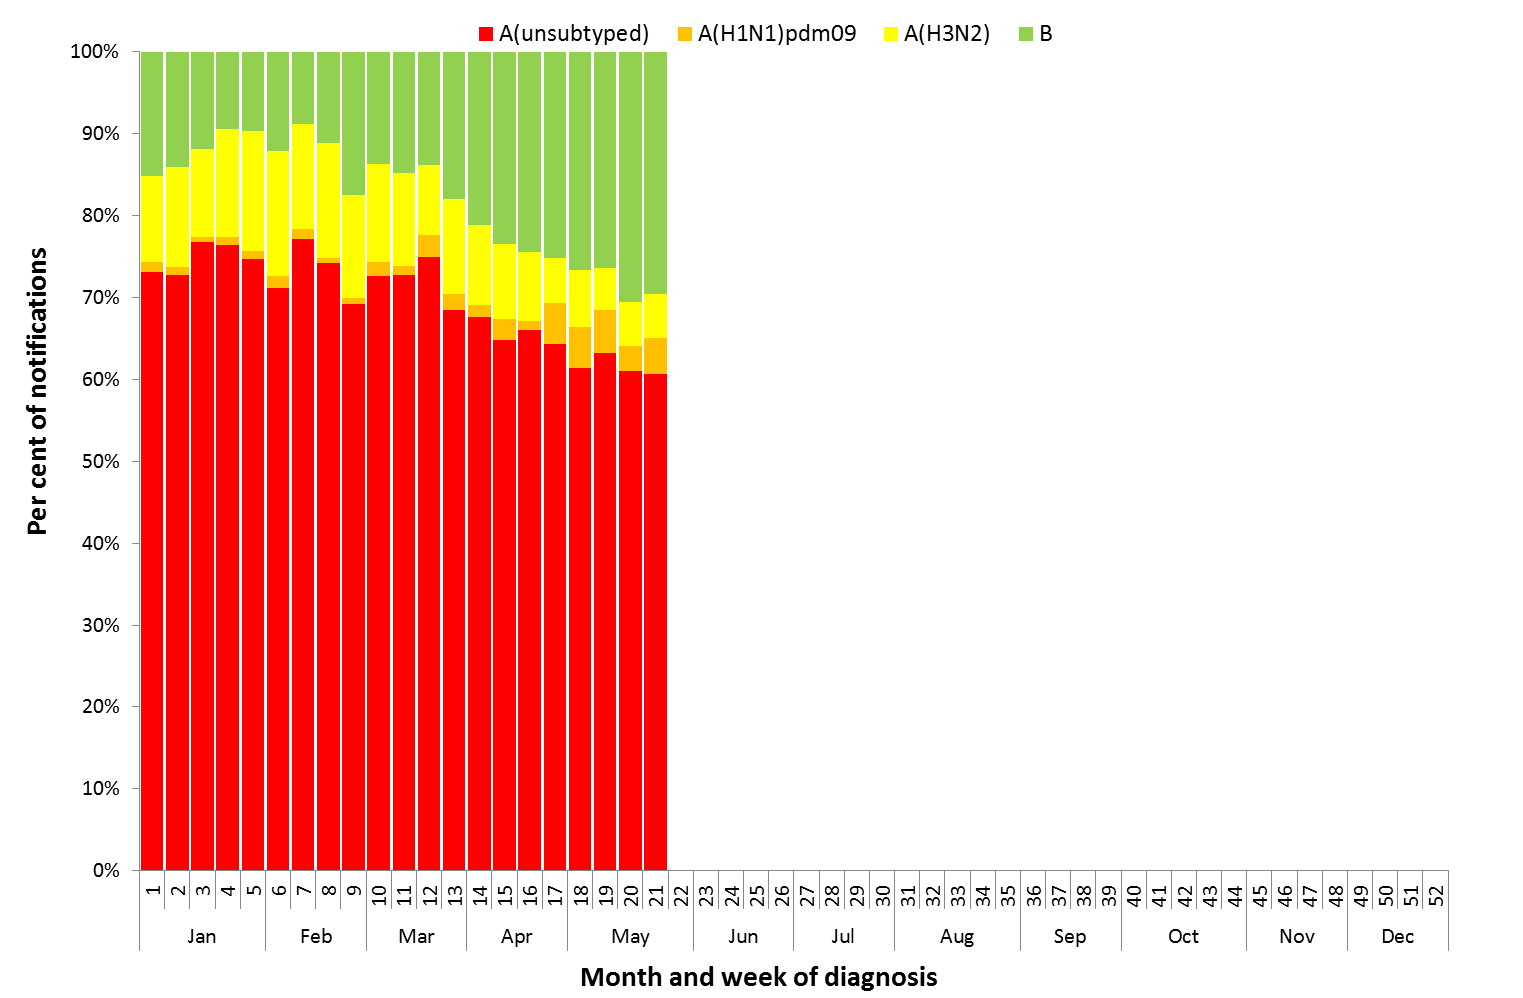 A(unsubtyped) A(H1N1)pdm09 A(H3N2) B
100%
90%
80%
70%
60%
50%
40%
30%
20%
10%
0%
Per cent of notifications
1 2 3 4 5 6 7 8 9 10 11 12 13 14 15 16 17 18 19 20 21 22 23 24 25 26 27 28 29 30 31 32 33 34 35 36 37 38 39 40 41 42 43 44 45 46 47 48 49 50 51 52
Jan Feb Mar Apr May Jun Jul Aug Sep Oct Nov Dec
Month and week of diagnosis